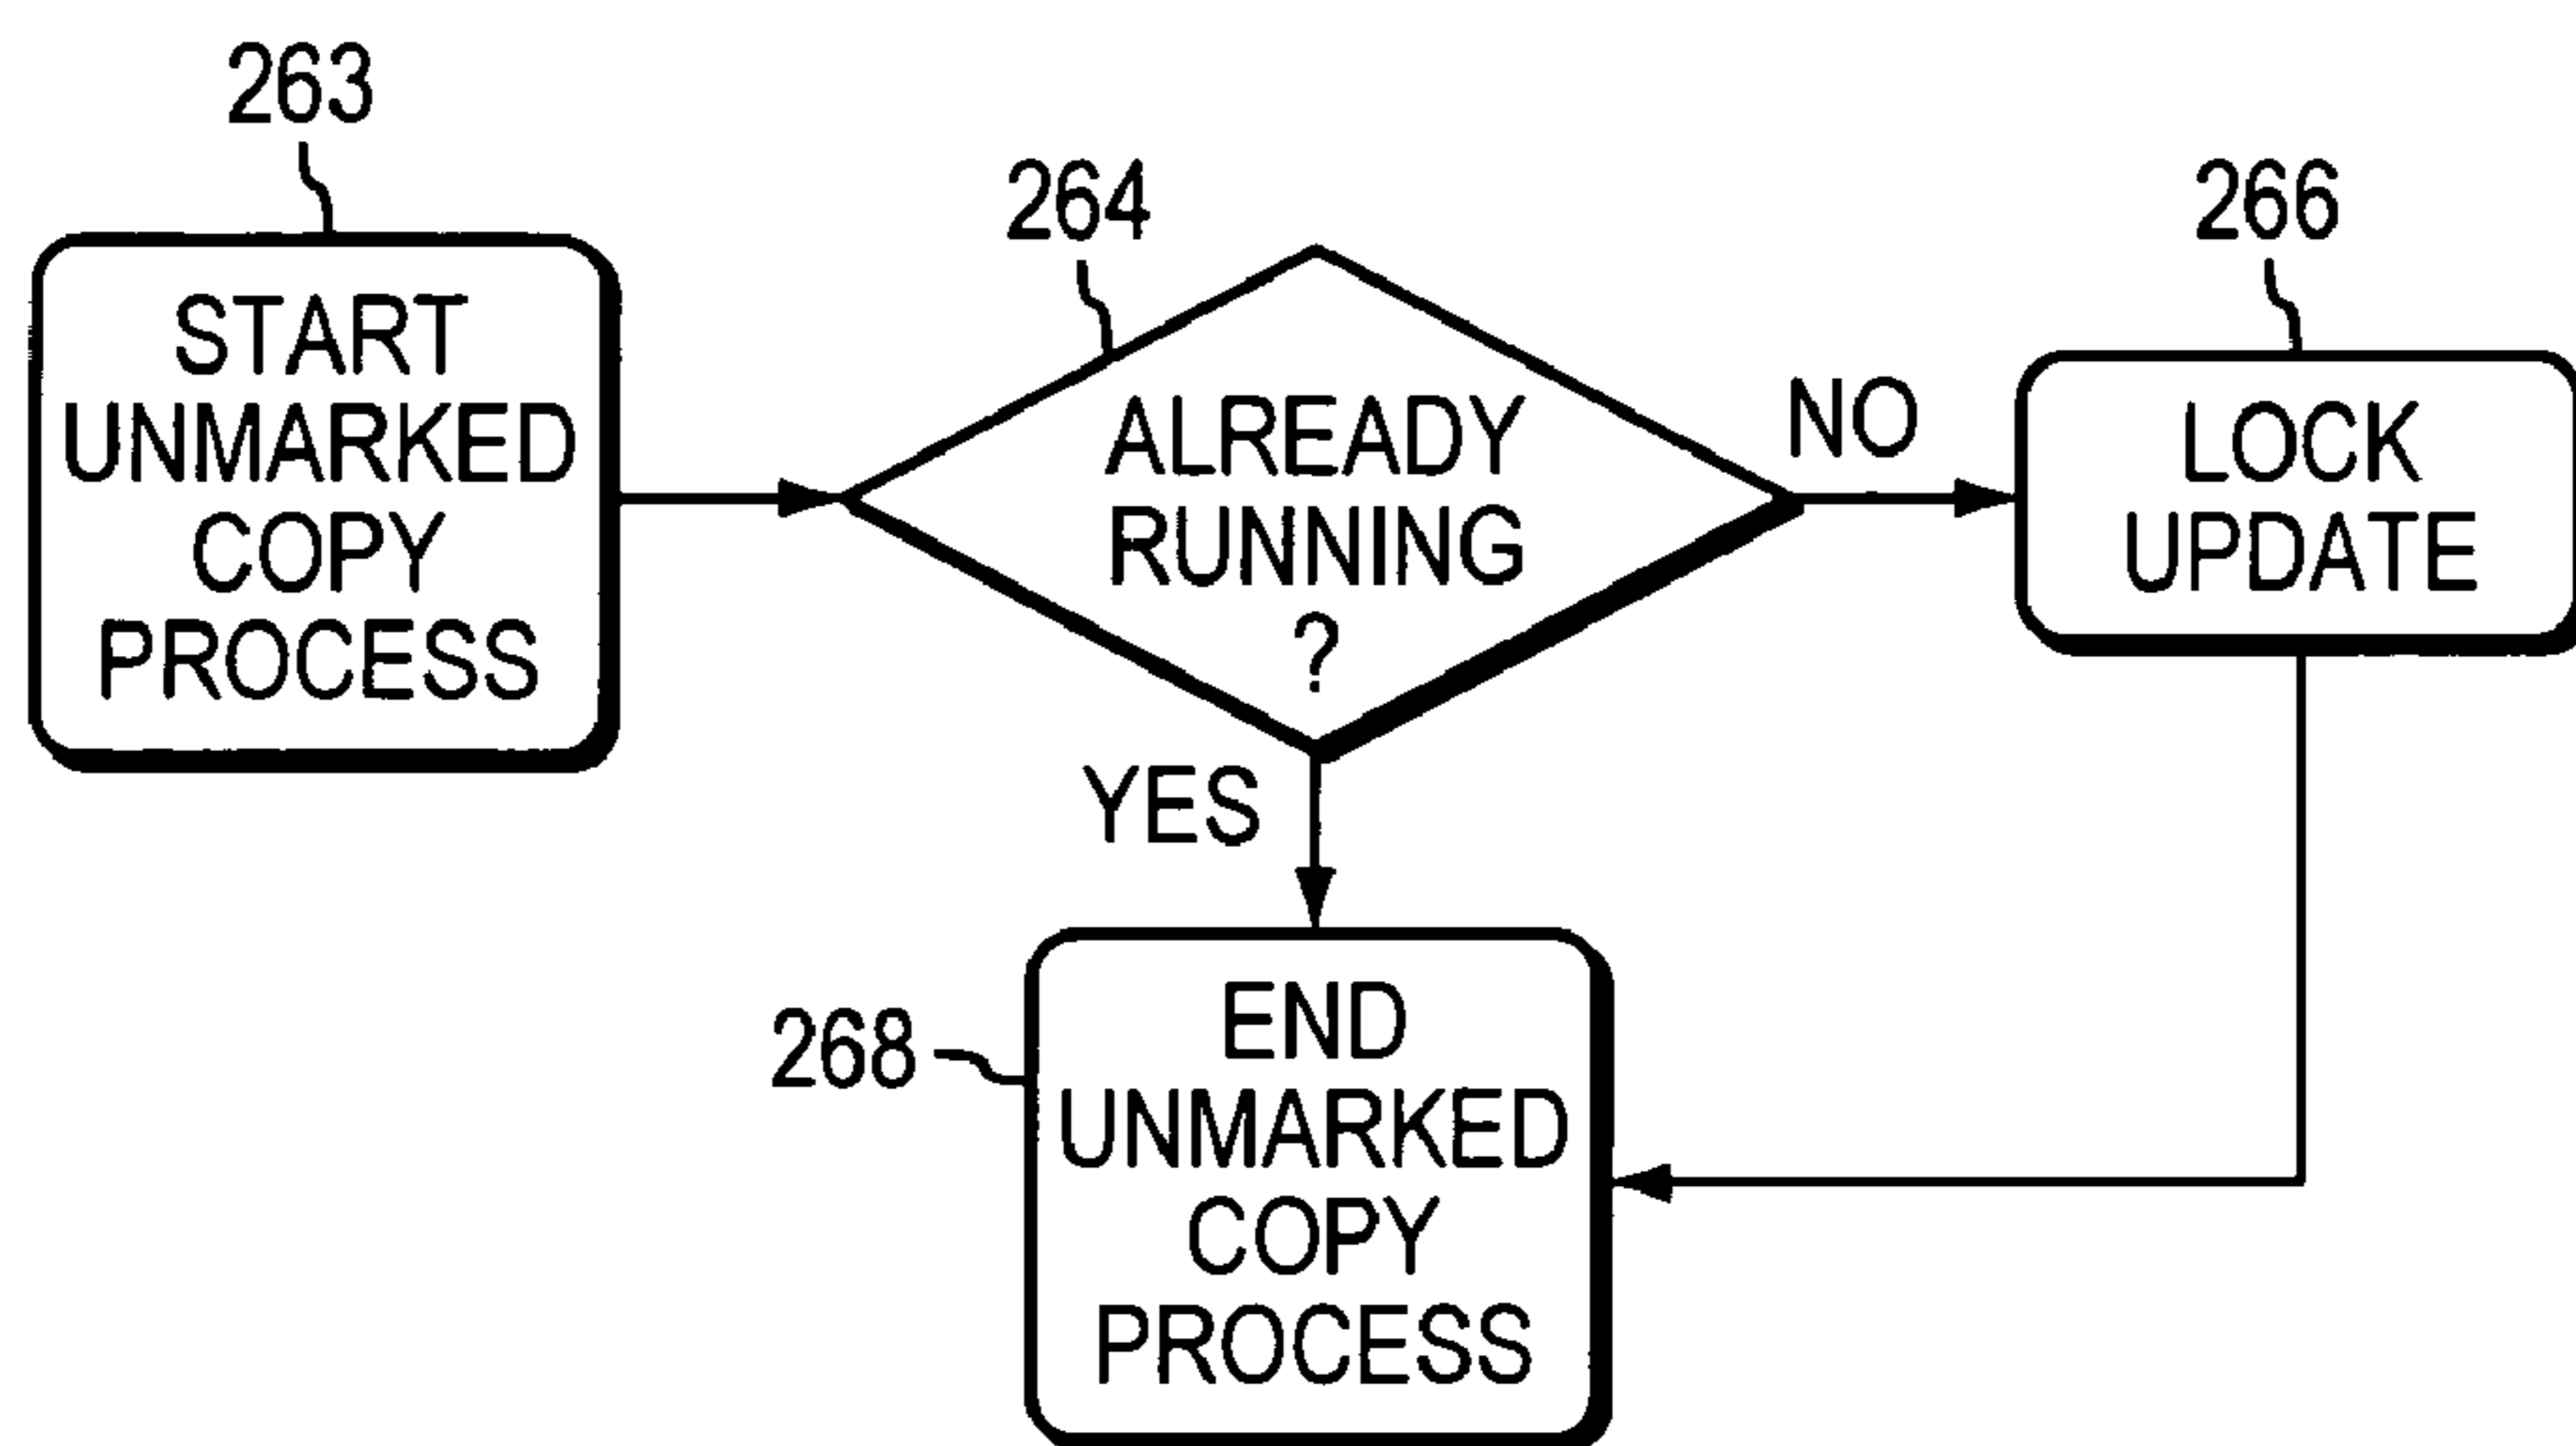 263
START
UNMARKED
COPY
PROCESS
264
ALREADY
RUNNING
?
NO
266
LOCK
UPDATE
YES
268
END
UNMARKED
COPY
PROCESS